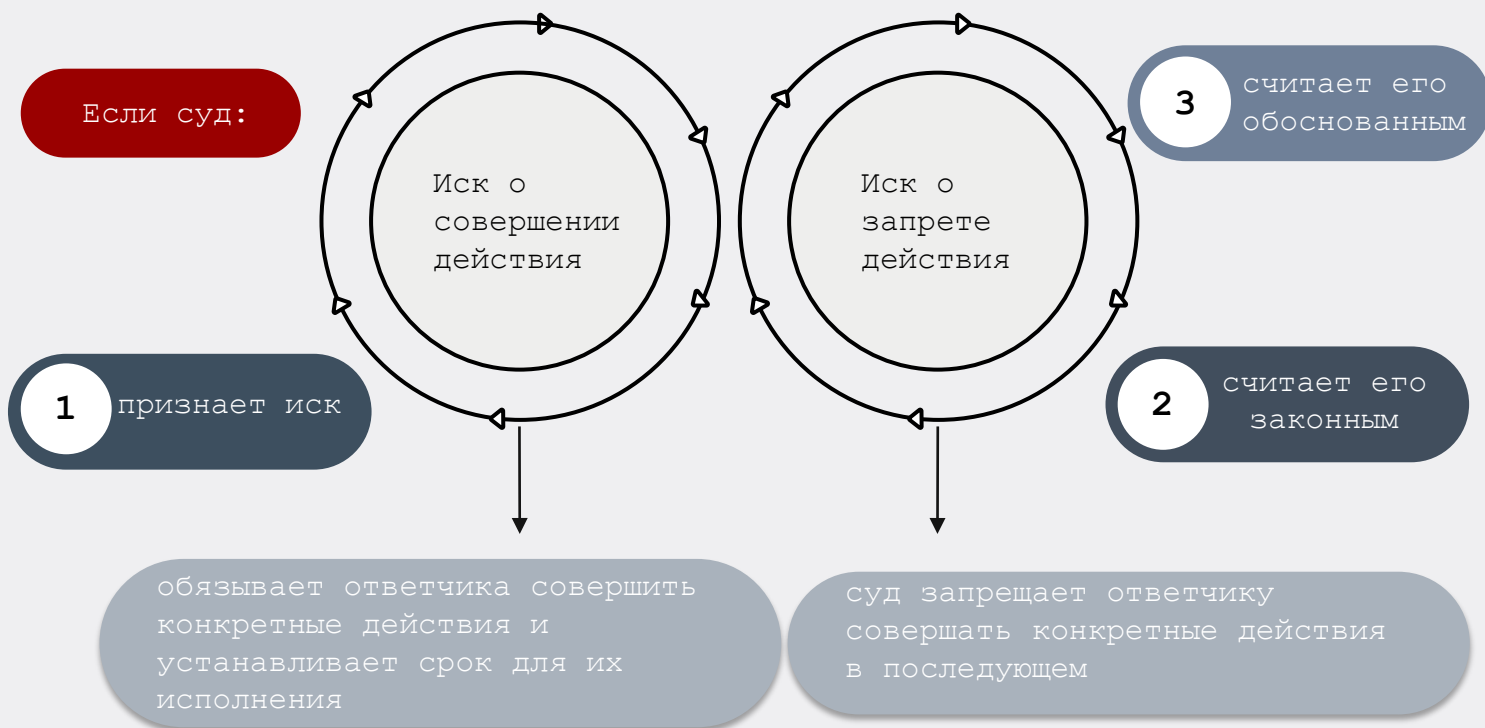 Если суд:
Иск о
совершении
действия
Иск о
запрете
действия
3
считает его
обоснованным
1
признает иск
2
считает его
законным
обязывает ответчика совершить
конкретные действия и
устанавливает срок для их
исполнения
суд запрещает ответчику
совершать конкретные действия
в последующем